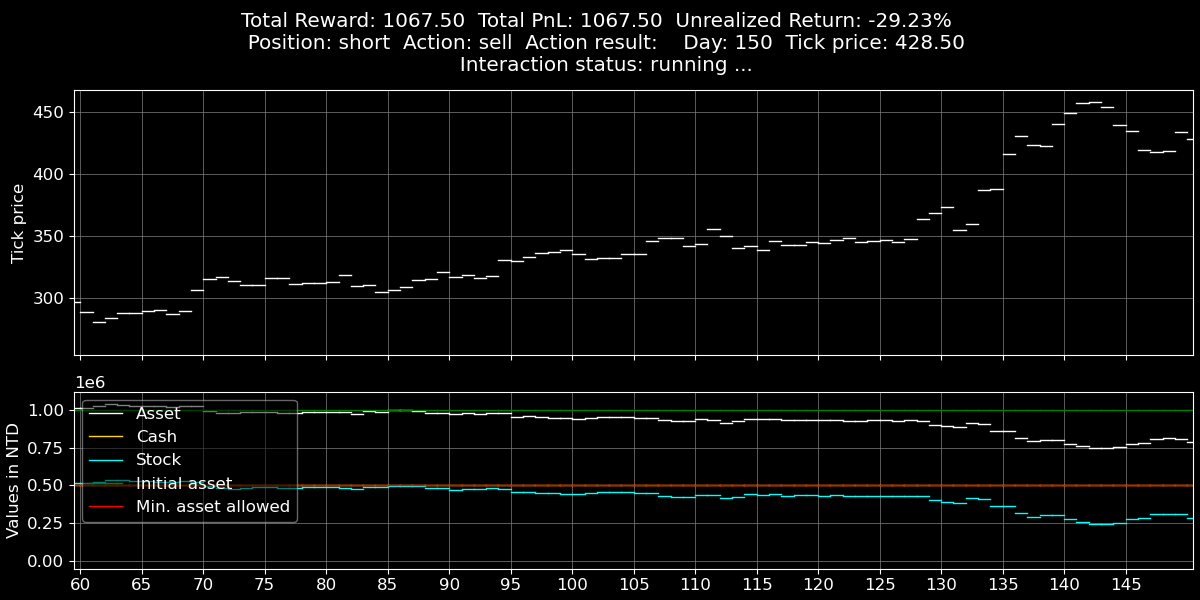 Total Reward: 1067.50  Total PnL: 1067.50  Unrealized Return: -29.23%
Position: short  Action: sell  Action result:    Day: 150  Tick price: 428.50
Interaction status: running ...
Tick price
450
400
350
300
1e6
Values in NTD
1.00
0.75
0.50
0.25
0.00
Asset
Cash
Stock
Initial asset
Min. asset allowed
60 65 70 75 80 85 90 95 100 105 110 115 120 125 130 135 140 145